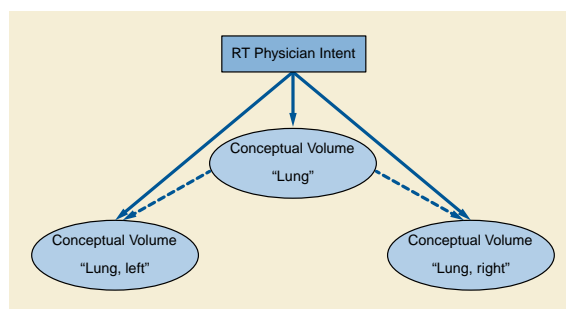 RT Physician Intent
Conceptual Volume
“Lung”
Conceptual Volume
“Lung, left”
Conceptual Volume
“Lung, right”